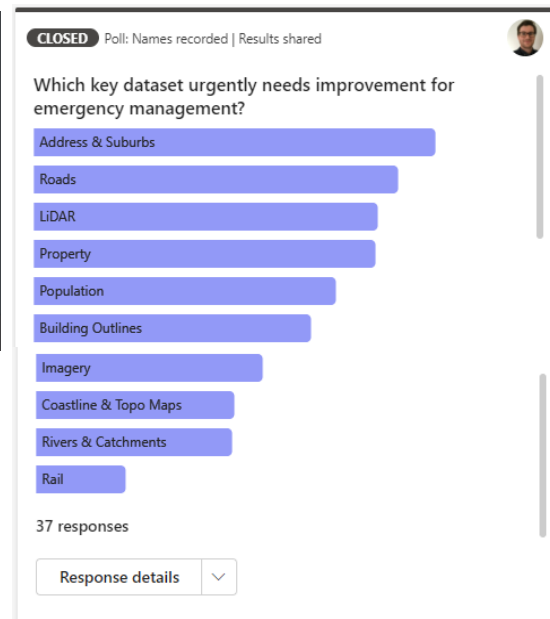 CLOSED Poll: Names recorded | Results shared
Which key dataset urgently needs improvement for
emergency management?
Address & Suburbs
Roads
LiDAR
Property
Population
Building Outlines
Imagery
Coastline & Topo Maps
Rivers & Catchments
Rail
37 responses
Response details